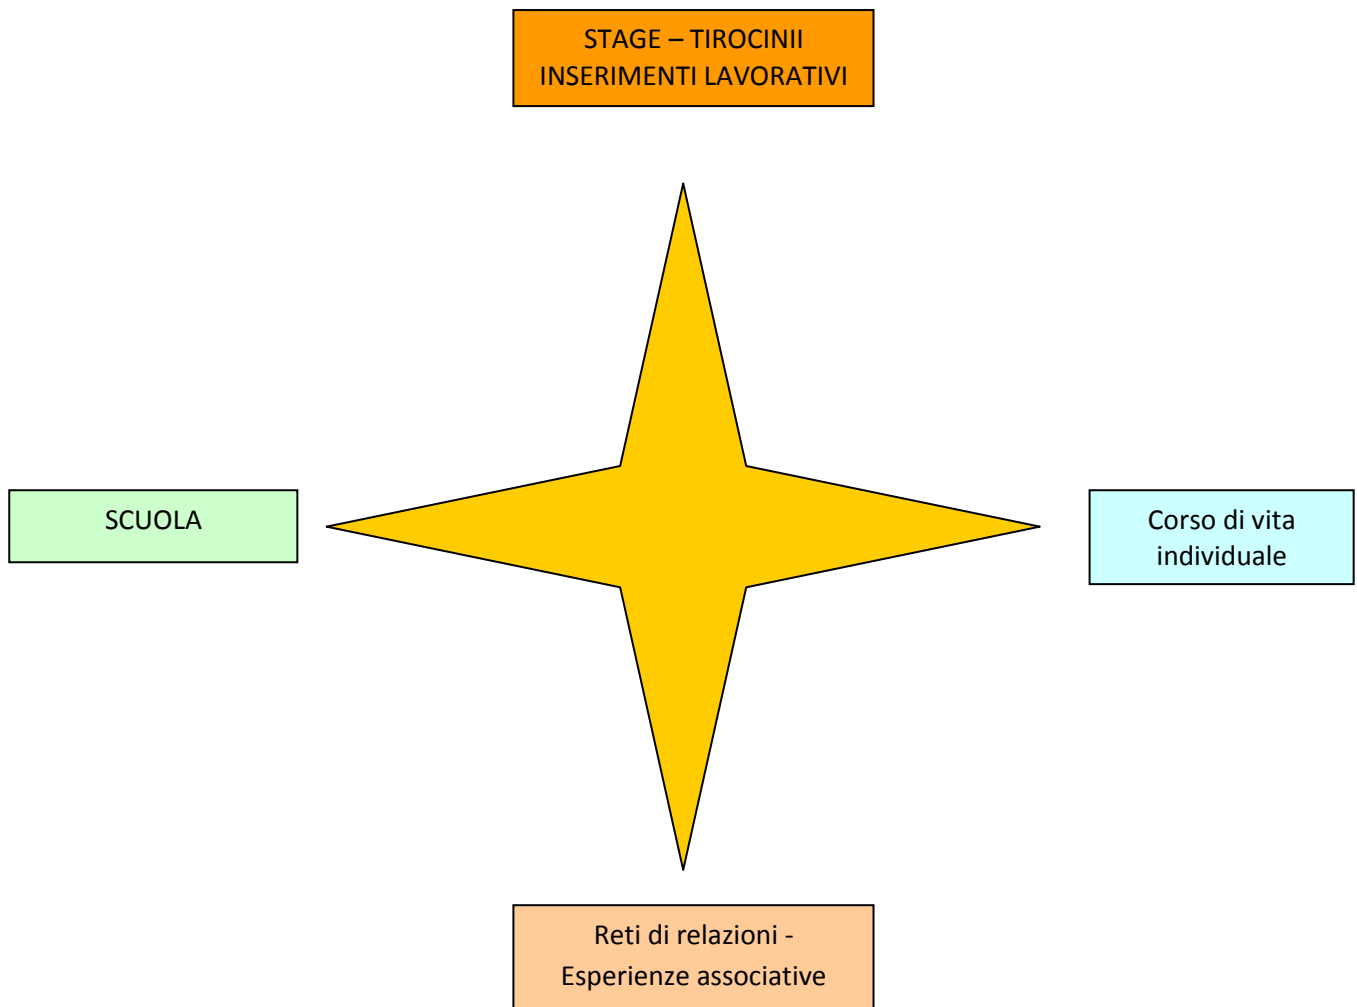 STAGE – TIROCINII
INSERIMENTI LAVORATIVI
SCUOLA
Corso di vita
individuale
Reti di relazioni -
Esperienze associative